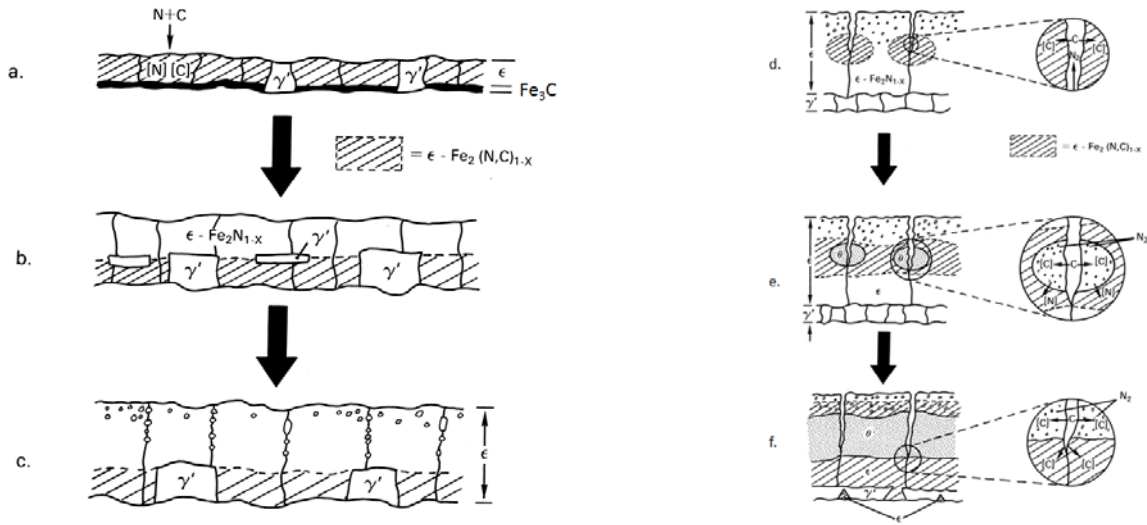 N+C
a.
[N] [C]
γ'
γ'
ϵ
Fe₃C
= ϵ - Fe₂ (N,C)₁₋ₓ
b.
ϵ - Fe₂N₁₋ₓ
γ'
γ'
γ'
c.
γ'
γ'
ϵ
d.
ϵ
ϵ - Fe₂N₁₋ₓ
γ'
[C]
C
[C]
N₂
= ϵ - Fe₂ (N,C)₁₋ₓ
e.
ϵ
θ
θ
ϵ
γ'
N₂
[C]
C
[C]
[N]
[N]
f.
θ
ϵ
γ'
ϵ
N₂
[C]
C
[C]
[C]
[C]